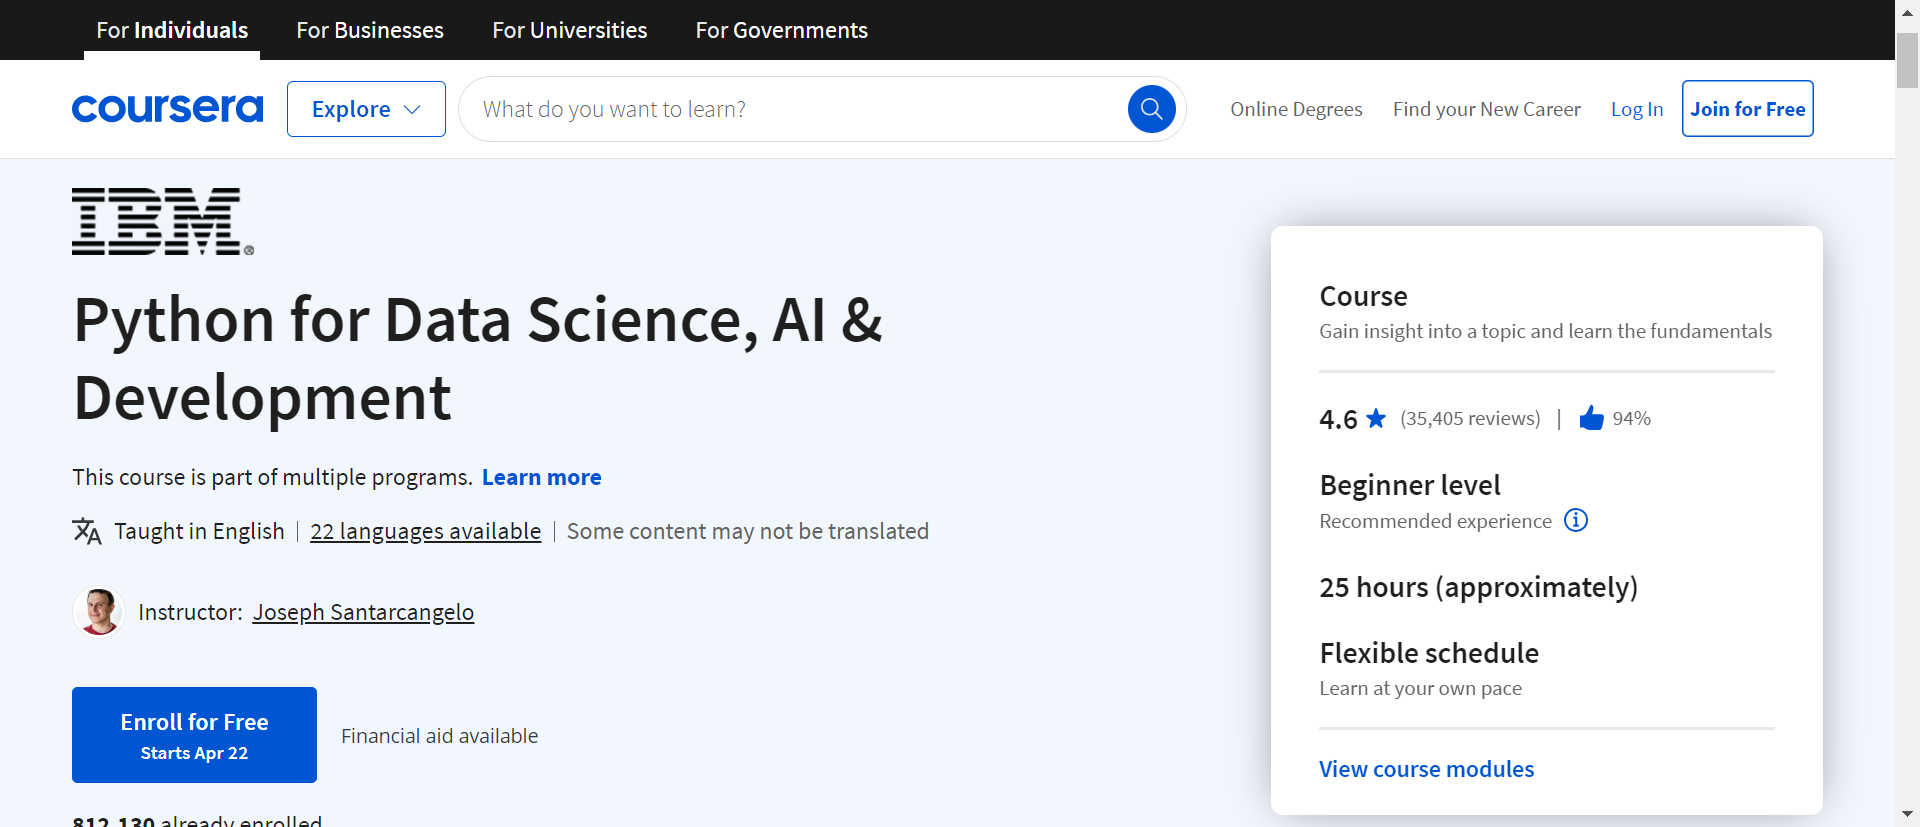 For Individuals
For Businesses
For Universities
For Governments
coursera
Explore
What do you want to learn?
Online Degrees
Find your New Career
Log In
Join for Free
IBM®
Python for Data Science, AI &
Development
This course is part of multiple programs. Learn more
Taught in English | 22 languages available | Some content may not be translated
Instructor: Joseph Santarcangelo
Enroll for Free
Starts Apr 22
Financial aid available
812,130 already enrolled
Course
Gain insight into a topic and learn the fundamentals
4.6 ★ (35,405 reviews) | 94%
Beginner level
Recommended experience
25 hours (approximately)
Flexible schedule
Learn at your own pace
View course modules